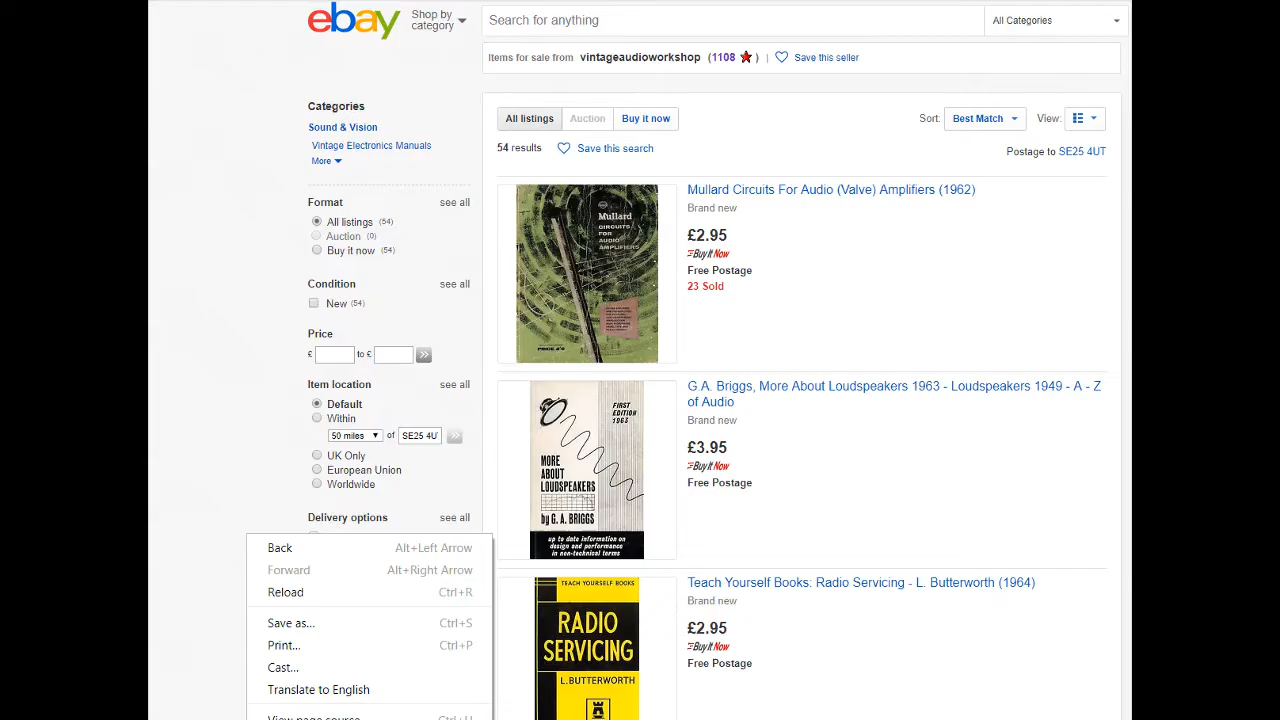 ebay
Shop by
category
Search for anything
All Categories
Items for sale from vintageaudioworkshop (1108 ) | Save this seller
Categories
Sound & Vision
Vintage Electronics Manuals
More
Format see all
All listings (54)
Auction (0)
Buy it now (54)
Condition see all
New (54)
Price
£ to £
Item location see all
Default
Within
50 miles of SE25 4U
UK Only
European Union
Worldwide
Delivery options see all
Back Alt+Left Arrow
Forward Alt+Right Arrow
Reload Ctrl+R
Save as... Ctrl+S
Print... Ctrl+P
Cast...
Translate to English
View page source Ctrl+U
All listings Auction Buy it now
Sort: Best Match View:
54 results Save this search
Postage to SE25 4UT
Mullard
CIRCUITS
FOR
AUDIO
AMPLIFIERS
Mullard Circuits For Audio (Valve) Amplifiers (1962)
Brand new
£2.95
Buy It Now
Free Postage
23 Sold
FIRST
EDITION
1963
MORE
ABOUT
LOUDSPEAKERS
by G. A. BRIGGS
up to date information on
design and performance
in non-technical terms
G.A. Briggs, More About Loudspeakers 1963 - Loudspeakers 1949 - A - Z
of Audio
Brand new
£3.95
Buy It Now
Free Postage
TEACH YOURSELF BOOKS
RADIO
SERVICING
L. BUTTERWORTH
Teach Yourself Books: Radio Servicing - L. Butterworth (1964)
Brand new
£2.95
Buy It Now
Free Postage